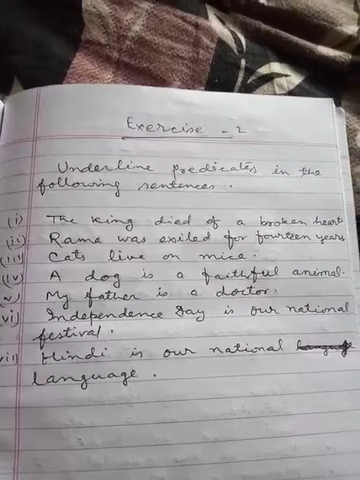 Exercise - 2
Underline predicates in the
following sentences.
(i) The king died of a broken heart
(ii) Rama was exiled for fourteen years
(iii) Cats live on mice.
(iv) A dog is a faithful animal.
(v) My father is a doctor.
(vi) Independence Day is our national
festival.
(vii) Hindi is our national
language.